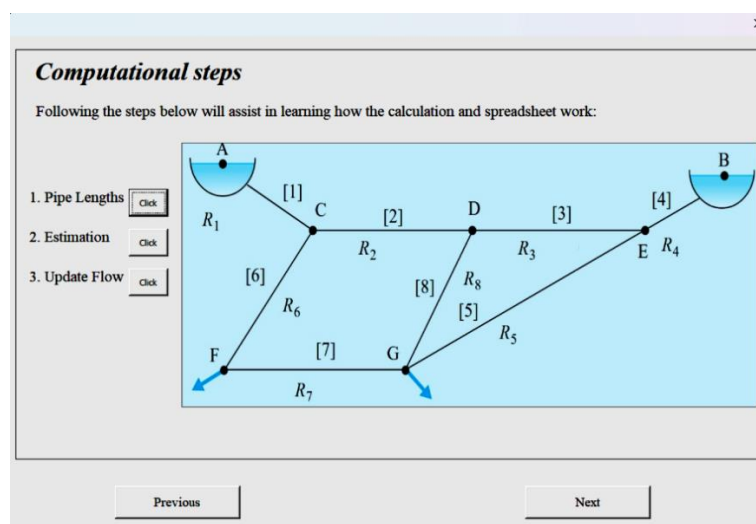 Computational steps
Following the steps below will assist in learning how the calculation and spreadsheet work:
1. Pipe Lengths Click
2. Estimation Click
3. Update Flow Click
A
B
[1]
[4]
R1
C
[2]
D
[3]
R2
R3
E
R4
[6]
[8]
R8
R6
[5]
R5
F
[7]
G
R7
Previous
Next